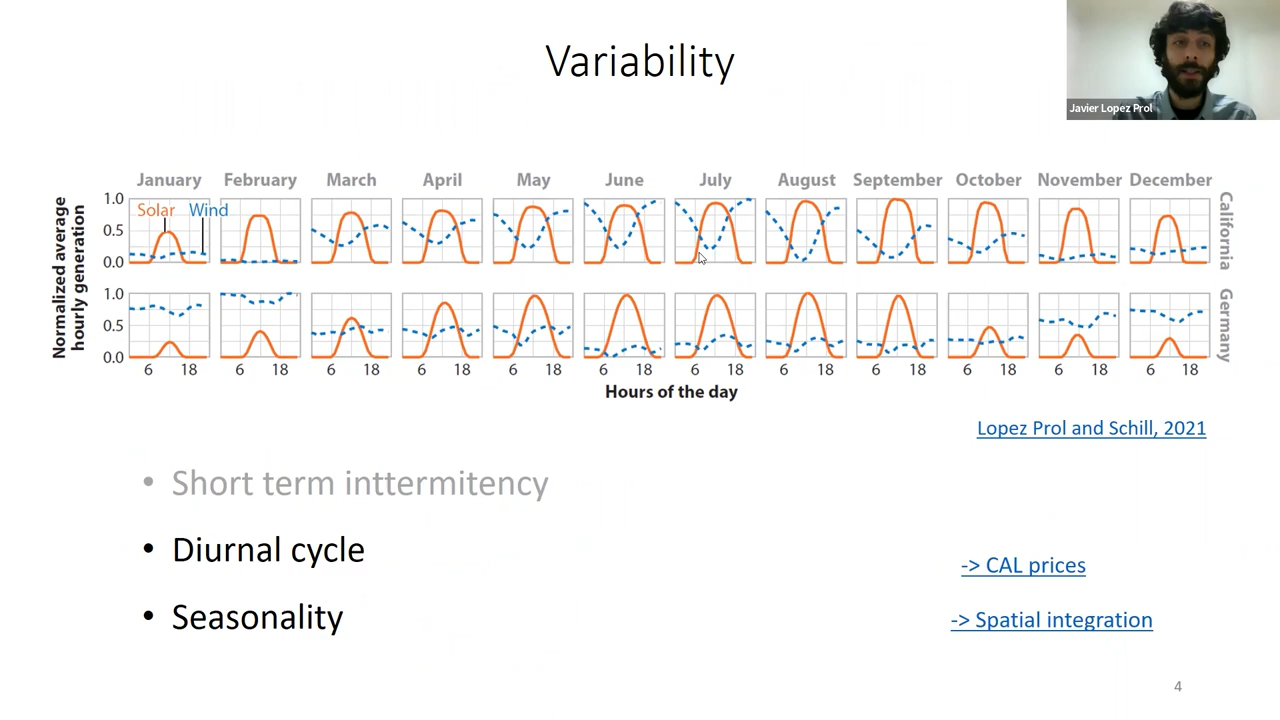 Variability
Javier Lopez Prol
January February March April May June July August September October November December
Normalized average
hourly generation
1.0
0.5
0.0
Solar Wind
California
1.0
0.5
0.0
Germany
6 18 6 18 6 18 6 18 6 18 6 18 6 18 6 18 6 18 6 18 6 18 6 18
Hours of the day
Lopez Prol and Schill, 2021
• Short term inttermitency
• Diurnal cycle
-> CAL prices
• Seasonality
-> Spatial integration
4